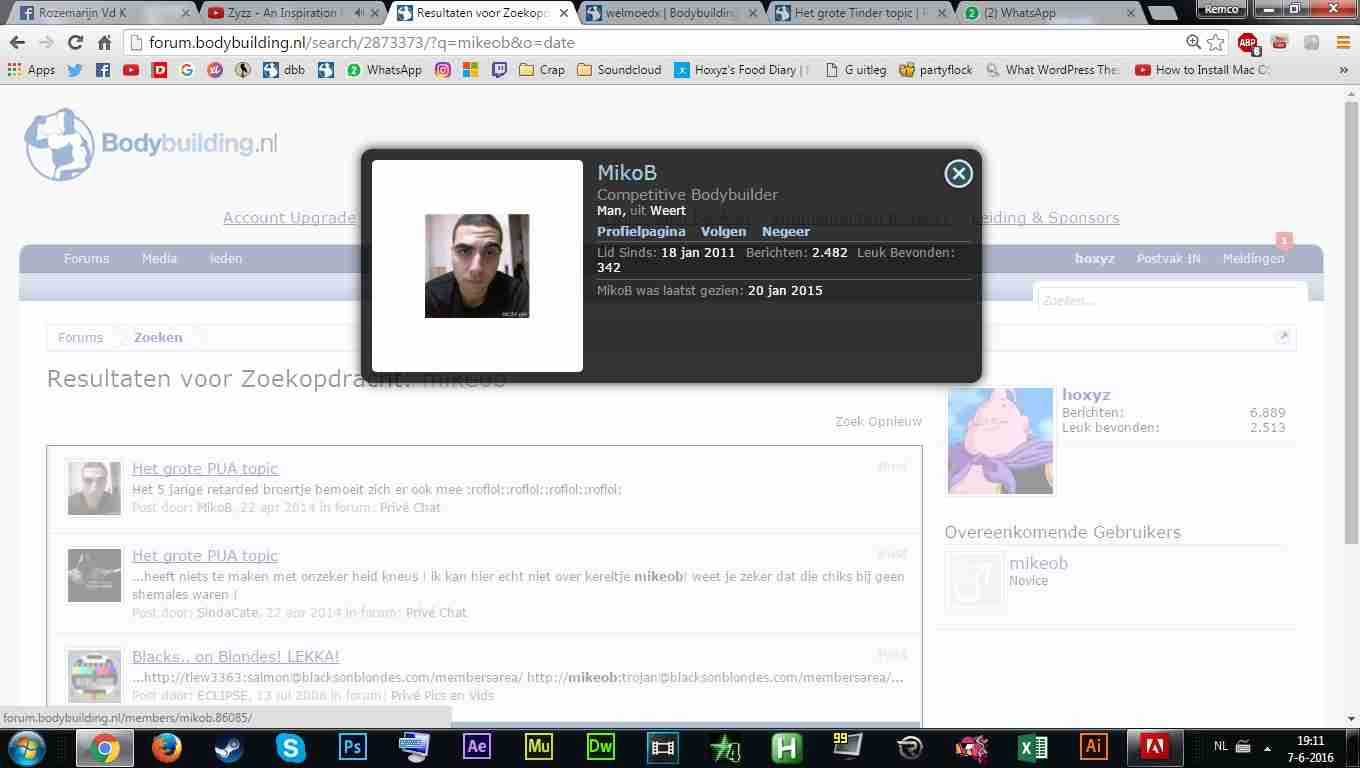 Rozemarijn Vd K
Zyzz - An Inspiration
Resultaten voor Zoekopd
welmoedx | Bodybuilding
Het grote Tinder topic |
(2) WhatsApp
Remco
forum.bodybuilding.nl/search/2873373/?q=mikeob&o=date
ABP
6
Apps
dbb
WhatsApp
Crap
Soundcloud
Hoxyz's Food Diary |
G uitleg
partyflock
What WordPress The
How to Install Mac
»
Bodybuilding.nl
Account Upgrade
eiding & Sponsors
MikoB
Competitive Bodybuilder
Man, uit Weert
Profielpagina Volgen Negeer
Lid Sinds: 18 jan 2011 Berichten: 2.482 Leuk Bevonden:
342
MikoB was laatst gezien: 20 jan 2015
1
Forums Media leden
hoxyz Postvak IN Meldingen
Zoeken...
Forums Zoeken
Resultaten voor Zoekopdracht: mikeob
Zoek Opnieuw
Het grote PUA topic
Het 5 jarige retarded broertje bemoeit zich er ook mee :roflol::roflol::roflol::roflol:
Post door: MikoB, 22 apr 2014 in forum: Privé Chat
Het grote PUA topic
...heeft niets te maken met onzeker heid kneus ! ik kan hier echt niet over kereltje mikeob! weet je zeker dat die chiks bij geen
shemales waren (
Post door: SindaCate, 22 apr 2014 in forum: Privé Chat
Blacks.. on Blondes! LEKKA!
...http://tlew3363:salmon@blacksonblondes.com/membersarea/ http://mikeob:trojan@blacksonblondes.com/membersarea/...
Post door: ECLIPSE, 13 jul 2006 in forum: Privé Pics en Vids
hoxyz
Berichten: 6.889
Leuk bevonden: 2.513
Overeenkomende Gebruikers
mikeob
Novice
forum.bodybuilding.nl/members/mikob.86085/
Ps
Ae
Mu
Dw
H
99
Ai
NL
19:11
7-6-2016